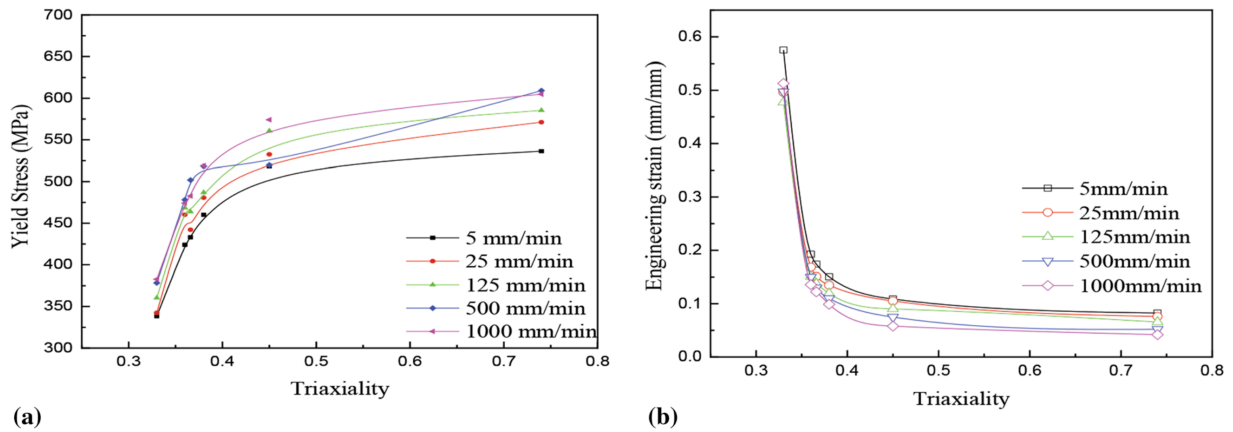 700
650
600
550
500
450
400
350
300
Yield Stress (MPa)
5 mm/min
25 mm/min
125 mm/min
500 mm/min
1000 mm/min
0.3 0.4 0.5 0.6 0.7 0.8
Triaxiality
(a)
0.6
0.5
0.4
0.3
0.2
0.1
0.0
Engineering strain (mm/mm)
5mm/min
25mm/min
125mm/min
500mm/min
1000mm/min
0.3 0.4 0.5 0.6 0.7 0.8
Triaxiality
(b)